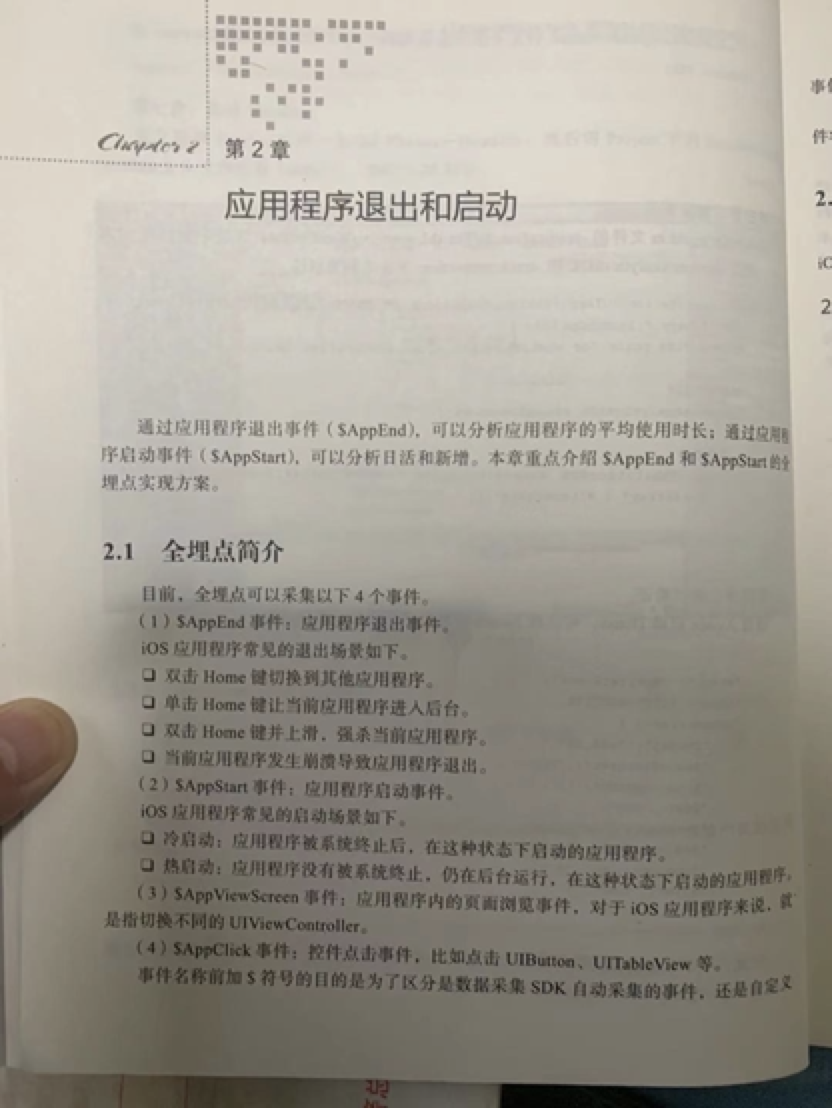 Chapter 2
第2章
应用程序退出和启动
通过应用程序退出事件（$AppEnd），可以分析应用程序的平均使用时长；通过应用程
序启动事件（$AppStart），可以分析日活和新增。本章重点介绍 $AppEnd 和 $AppStart 的全
埋点实现方案。
2.1 全埋点简介
目前，全埋点可以采集以下 4 个事件。
（1）$AppEnd 事件：应用程序退出事件。
iOS 应用程序常见的退出场景如下。
❑ 双击 Home 键切换到其他应用程序。
❑ 单击 Home 键让当前应用程序进入后台。
❑ 双击 Home 键并上滑，强杀当前应用程序。
❑ 当前应用程序发生崩溃导致应用程序退出。
（2）$AppStart 事件：应用程序启动事件。
iOS 应用程序常见的启动场景如下。
❑ 冷启动：应用程序被系统终止后，在这种状态下启动的应用程序。
❑ 热启动：应用程序没有被系统终止，仍在后台运行，在这种状态下启动的应用程序。
（3）$AppViewScreen 事件：应用程序内的页面浏览事件，对于 iOS 应用程序来说，就
是指切换不同的 UIViewController。
（4）$AppClick 事件：控件点击事件，比如点击 UIButton、UITableView 等。
事件名称前加 $ 符号的目的是为了区分是数据采集 SDK 自动采集的事件，还是自定义